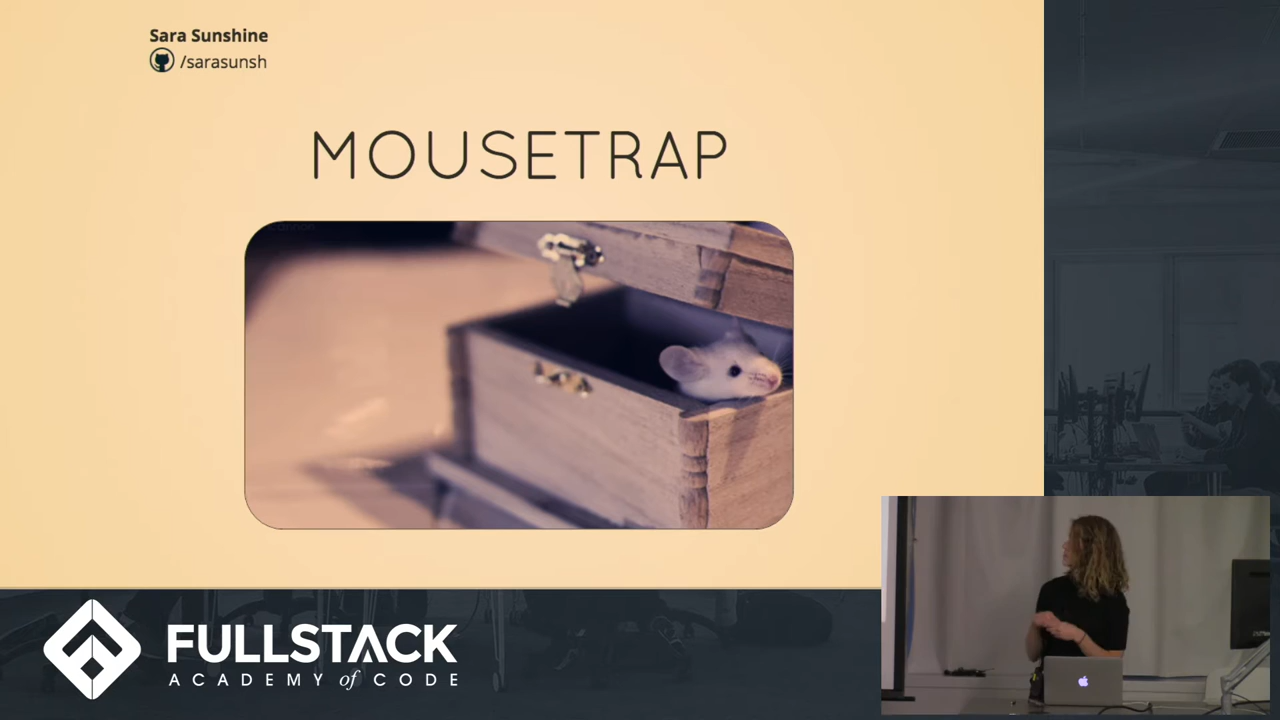 Sara Sunshine
/sarasunsh
MOUSETRAP
FULLSTACK
ACADEMY of CODE